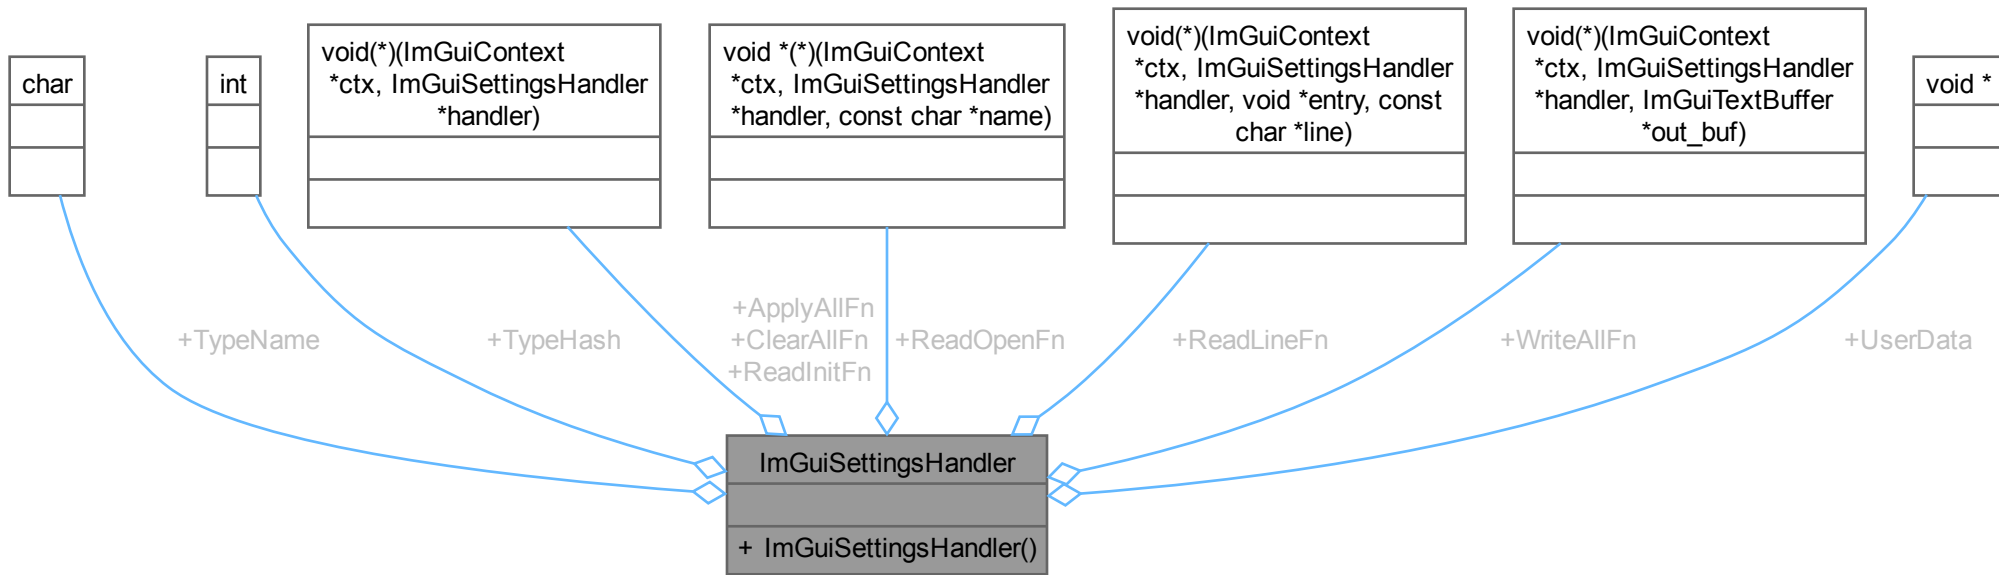 char
int
void(*)(ImGuiContext
*ctx, ImGuiSettingsHandler
*handler)
void *(*)(ImGuiContext
*ctx, ImGuiSettingsHandler
*handler, const char *name)
void(*)(ImGuiContext
*ctx, ImGuiSettingsHandler
*handler, void *entry, const
char *line)
void(*)(ImGuiContext
*ctx, ImGuiSettingsHandler
*handler, ImGuiTextBuffer
*out_buf)
void *
+TypeName
+TypeHash
+ApplyAllFn
+ClearAllFn
+ReadInitFn
+ReadOpenFn
+ReadLineFn
+WriteAllFn
+UserData
ImGuiSettingsHandler
+ ImGuiSettingsHandler()